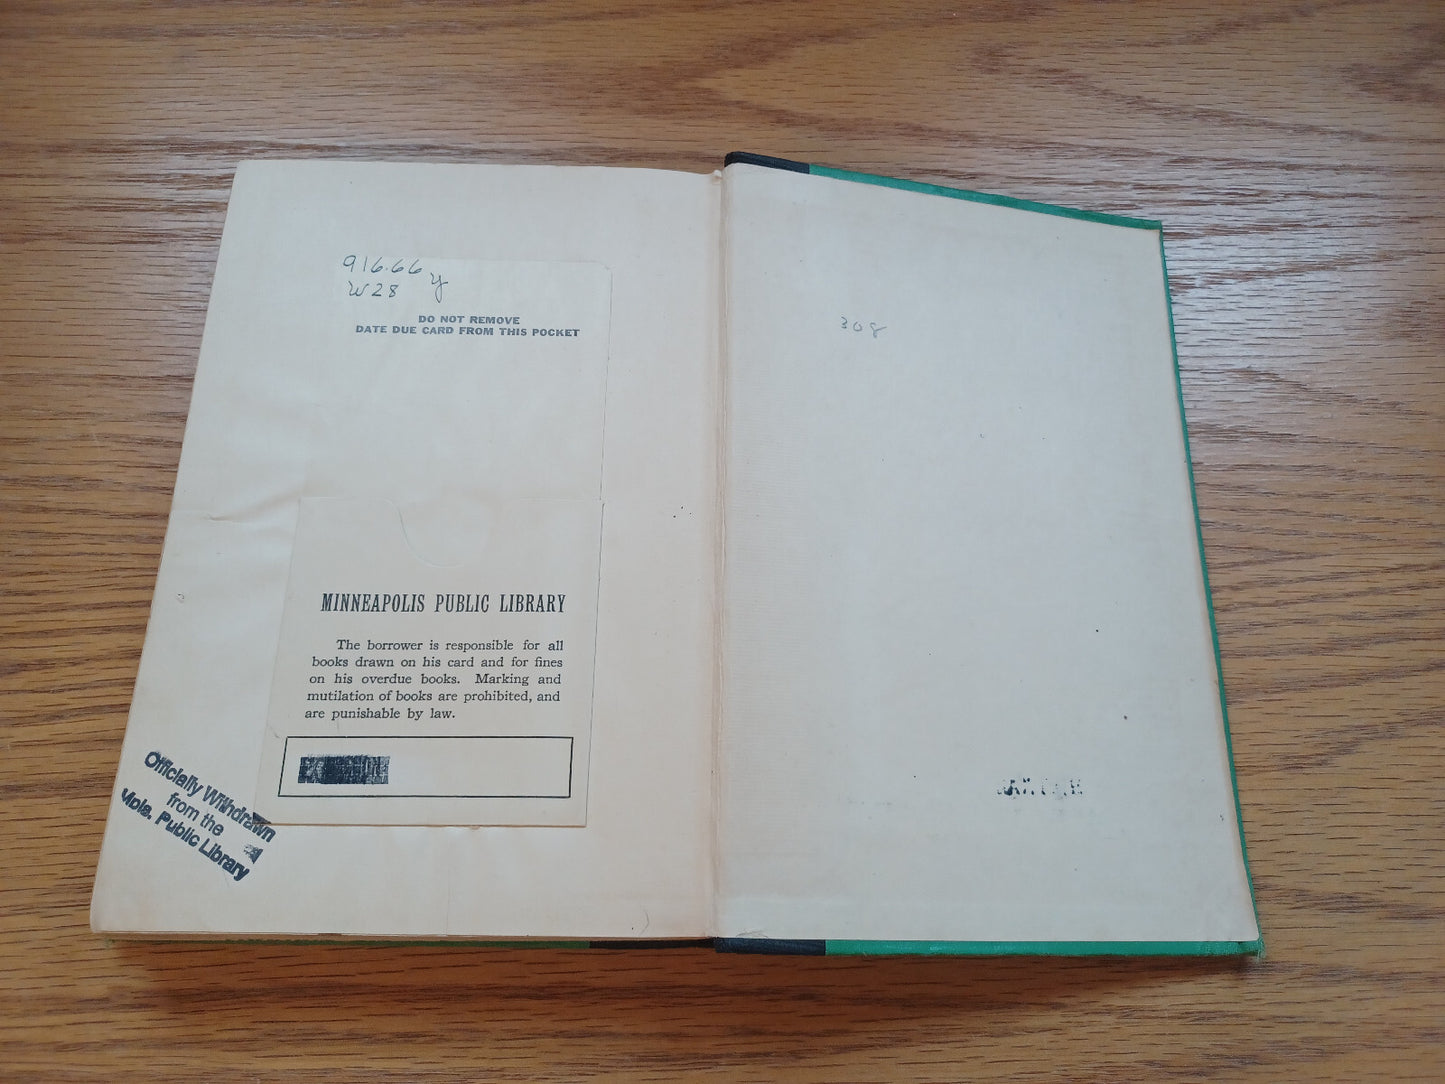 916.66 y
W28
DO NOT REMOVE
DATE DUE CARD FROM THIS POCKET
MINNEAPOLIS PUBLIC LIBRARY
The borrower is responsible for all
books drawn on his card and for fines
on his overdue books. Marking and
mutilation of books are prohibited, and
are punishable by law.
Officially Withdrawn
from the
Mpls. Public Library
308